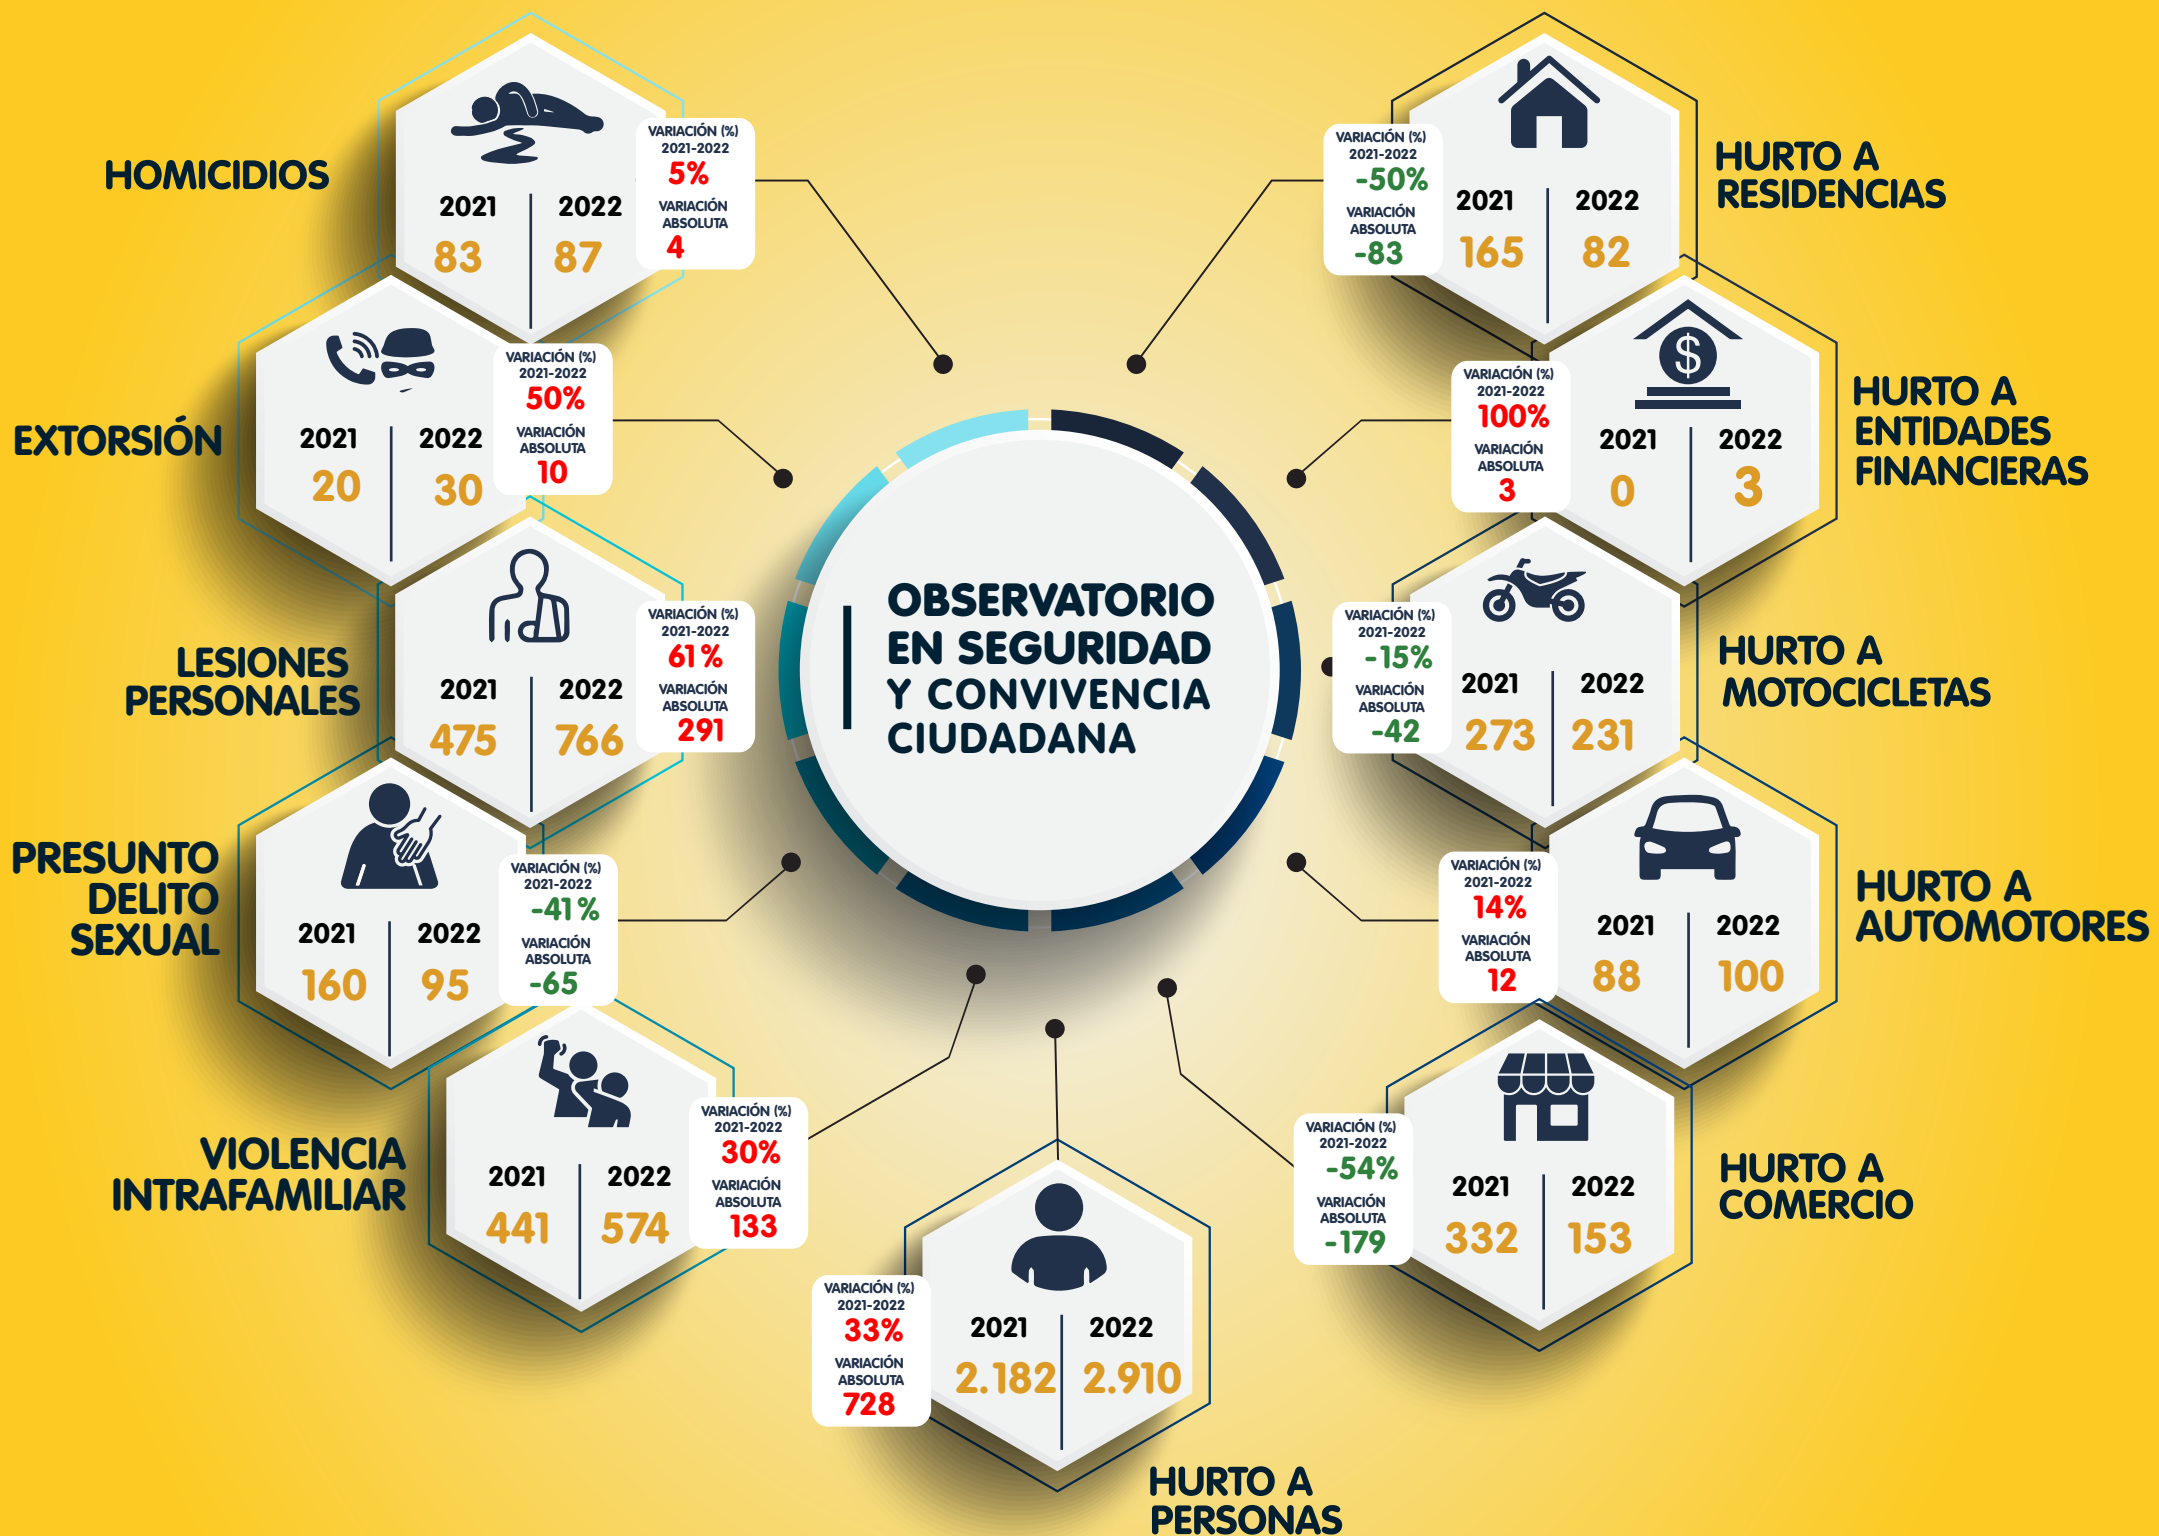 HOMICIDIOS
2021
2022
83
87
VARIACIÓN (%)
2021-2022
5%
VARIACIÓN
ABSOLUTA
4
EXTORSIÓN
2021
2022
20
30
VARIACIÓN (%)
2021-2022
50%
VARIACIÓN
ABSOLUTA
10
LESIONES
PERSONALES
2021
2022
475
766
VARIACIÓN (%)
2021-2022
61%
VARIACIÓN
ABSOLUTA
291
PRESUNTO
DELITO
SEXUAL
2021
2022
160
95
VARIACIÓN (%)
2021-2022
-41%
VARIACIÓN
ABSOLUTA
-65
VIOLENCIA
INTRAFAMILIAR
2021
2022
441
574
VARIACIÓN (%)
2021-2022
30%
VARIACIÓN
ABSOLUTA
133
OBSERVATORIO
EN SEGURIDAD
Y CONVIVENCIA
CIUDADANA
VARIACIÓN (%)
2021-2022
33%
VARIACIÓN
ABSOLUTA
728
2021
2022
2.182
2.910
HURTO A
PERSONAS
VARIACIÓN (%)
2021-2022
-50%
VARIACIÓN
ABSOLUTA
-83
2021
2022
165
82
HURTO A
RESIDENCIAS
VARIACIÓN (%)
2021-2022
100%
VARIACIÓN
ABSOLUTA
3
$
2021
2022
0
3
HURTO A
ENTIDADES
FINANCIERAS
VARIACIÓN (%)
2021-2022
-15%
VARIACIÓN
ABSOLUTA
-42
2021
2022
273
231
HURTO A
MOTOCICLETAS
VARIACIÓN (%)
2021-2022
14%
VARIACIÓN
ABSOLUTA
12
2021
2022
88
100
HURTO A
AUTOMOTORES
VARIACIÓN (%)
2021-2022
-54%
VARIACIÓN
ABSOLUTA
-179
2021
2022
332
153
HURTO A
COMERCIO